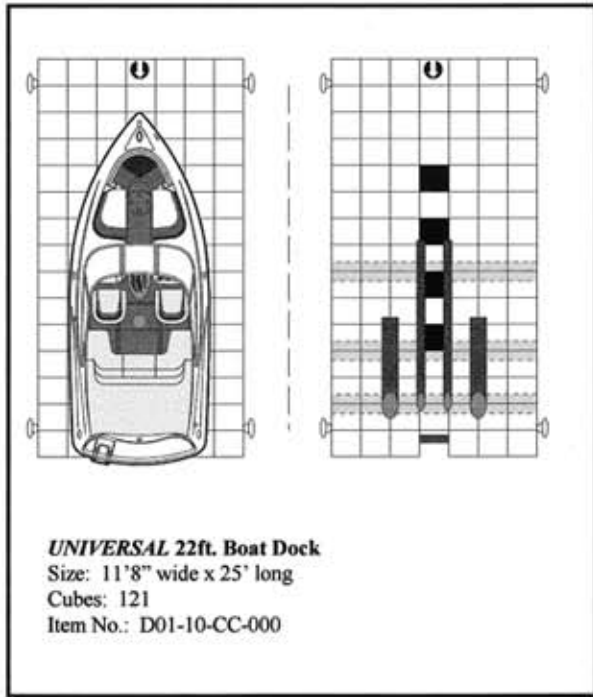 UNIVERSAL 22ft. Boat Dock
Size: 11’8” wide x 25’ long
Cubes: 121
Item No.: D01-10-CC-000